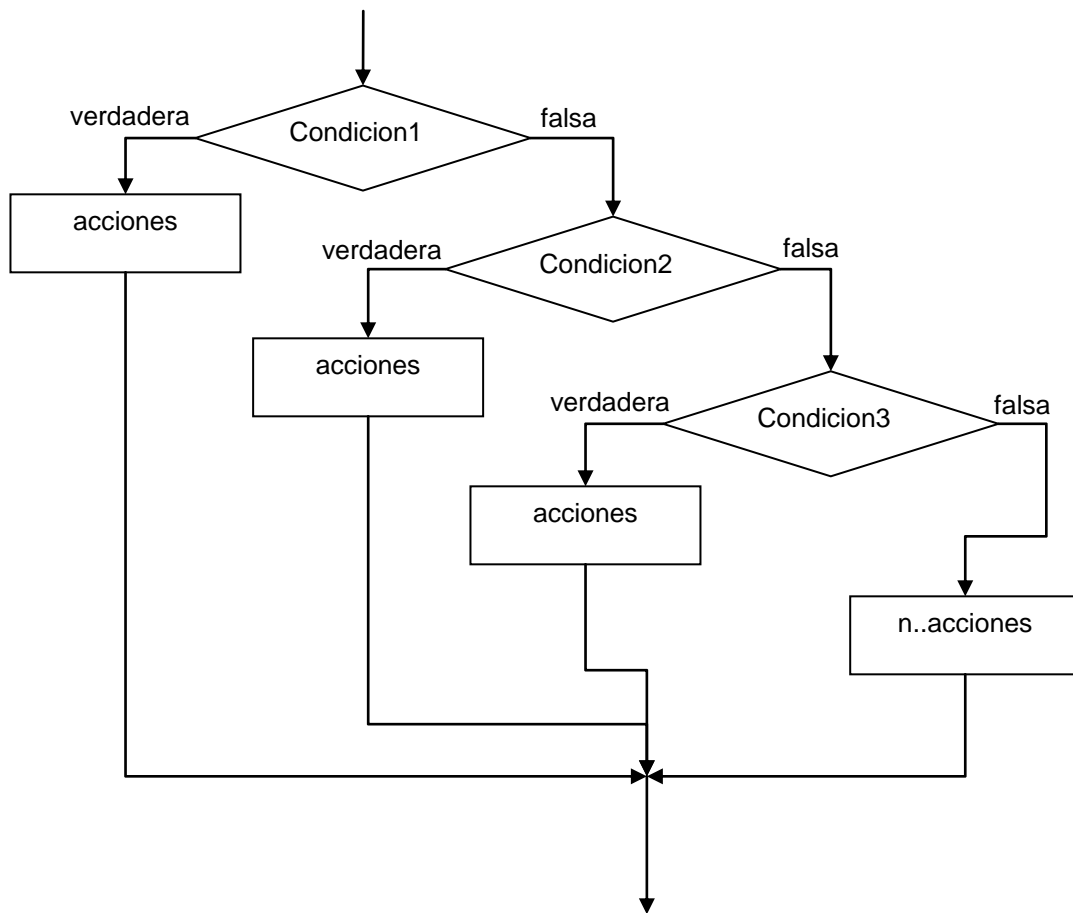 verdadera
Condicion1
falsa
acciones
verdadera
Condicion2
falsa
acciones
verdadera
Condicion3
falsa
acciones
n..acciones